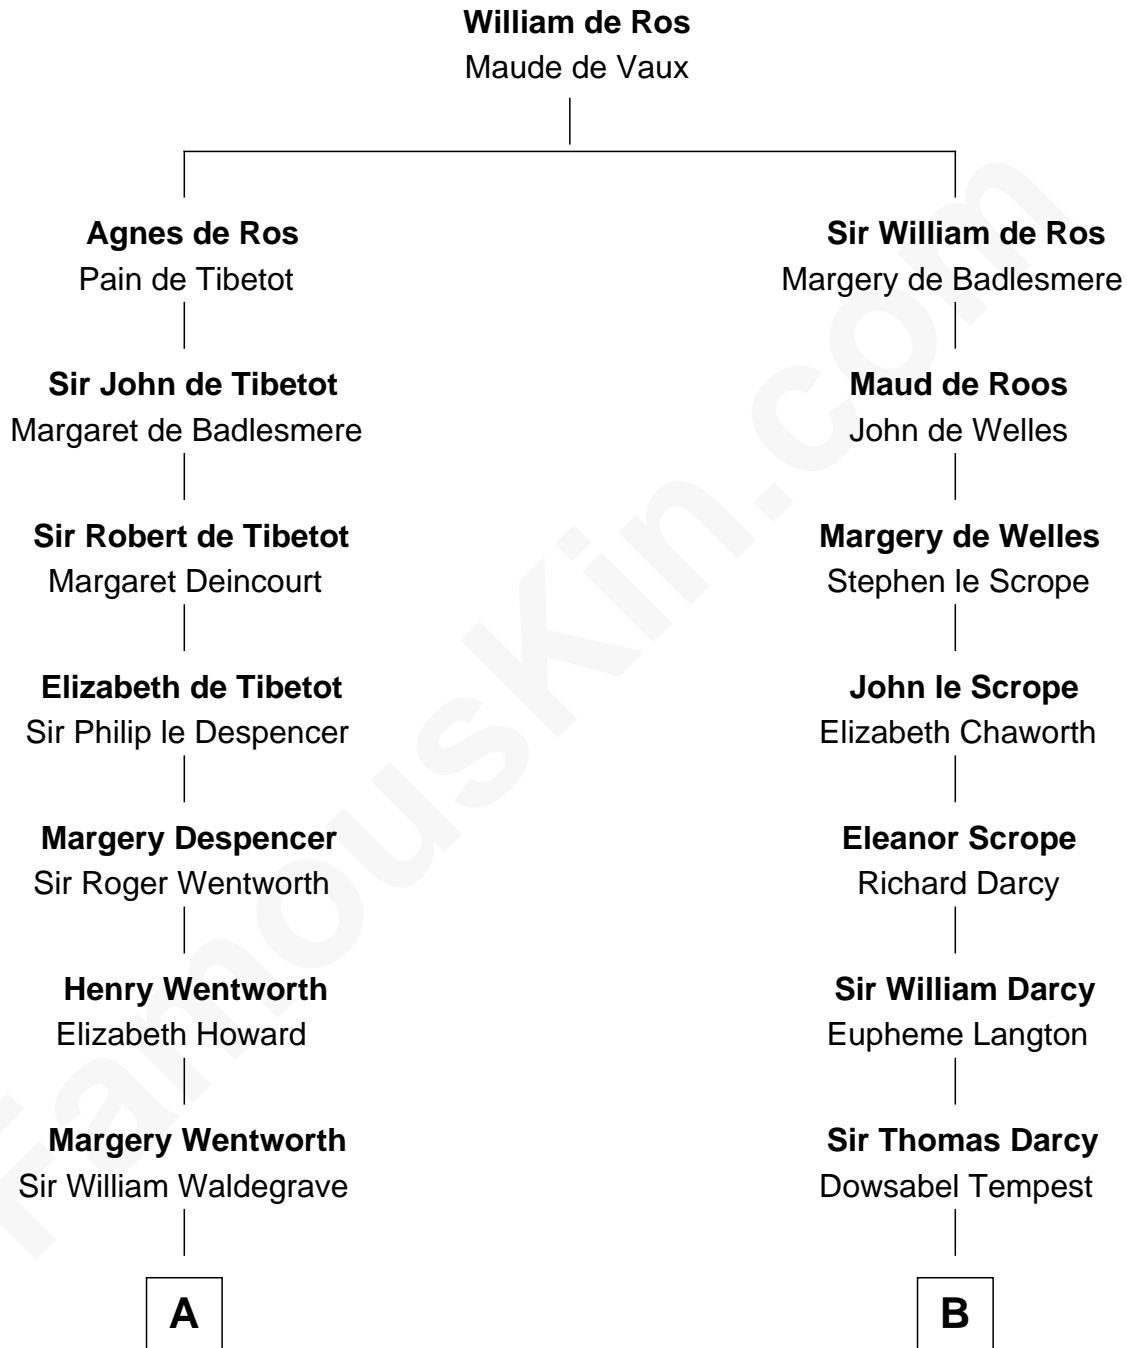 William de Ros
Maude de Vaux
Agnes de Ros
Pain de Tibetot
Sir William de Ros
Margery de Badlesmere
Sir John de Tibetot
Margaret de Badlesmere
Maud de Roos
John de Welles
Sir Robert de Tibetot
Margaret Deincourt
Margery de Welles
Stephen le Scrope
Elizabeth de Tibetot
Sir Philip le Despencer
John le Scrope
Elizabeth Chaworth
Margery Despencer
Sir Roger Wentworth
Eleanor Scrope
Richard Darcy
Henry Wentworth
Elizabeth Howard
Sir William Darcy
Eupheme Langton
Margery Wentworth
Sir William Waldegrave
Sir Thomas Darcy
Dowsabel Tempest
A
B
FamousKin.com